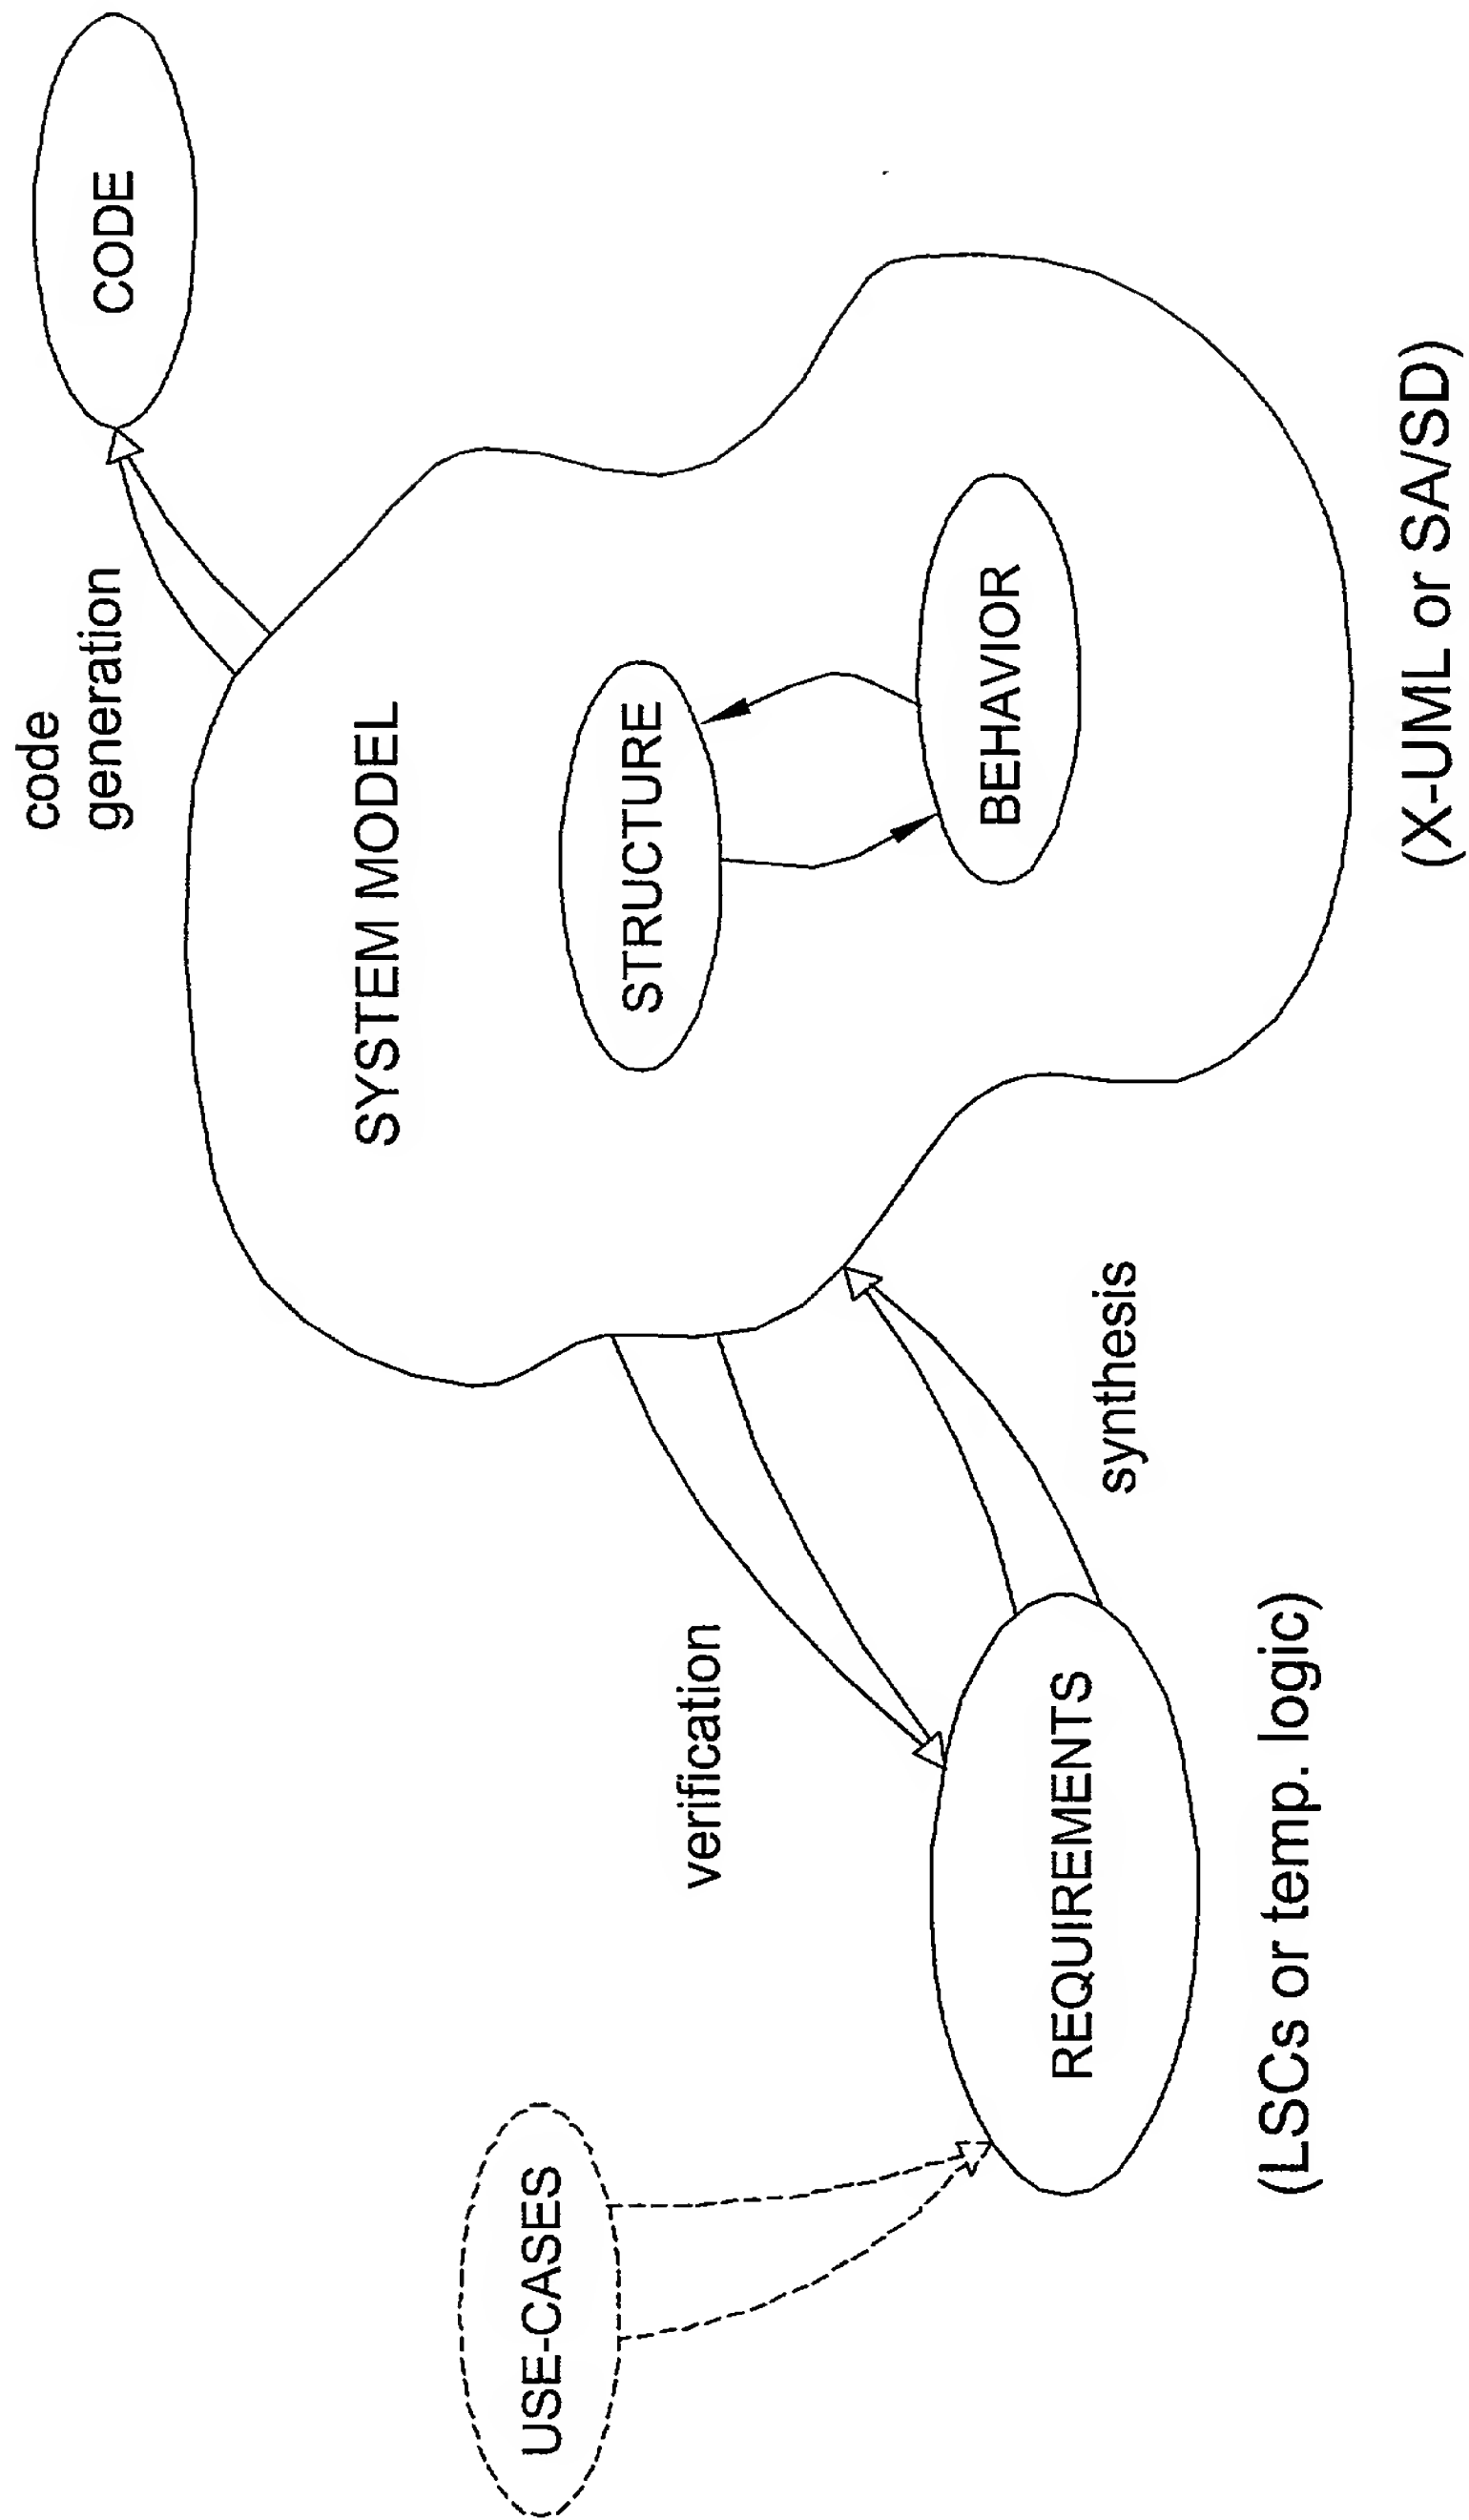 USE-CASES
REQUIREMENTS
(LSCs or temp. logic)
verification
synthesis
SYSTEM MODEL
STRUCTURE
BEHAVIOR
(X-UML or SA/SD)
code
generation
CODE